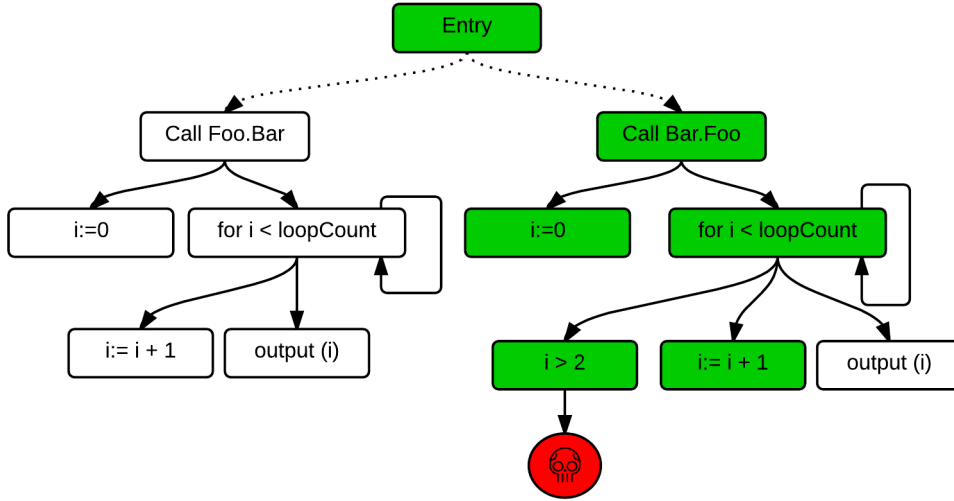 Entry
Call Foo.Bar
Call Bar.Foo
i:=0
for i < loopCount
i:=0
for i < loopCount
i:= i + 1
output (i)
i > 2
i:= i + 1
output (i)